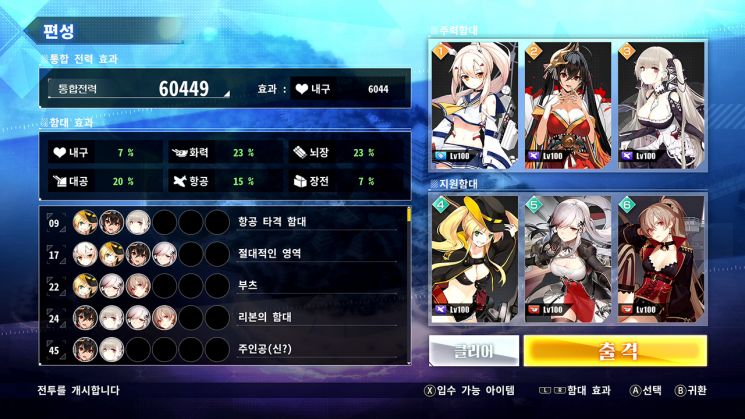 편성
통합 전력 효과
통합전력 60449 효과 : 내구 6044
함대 효과
내구 7 % 화력 23 % 뇌장 23 %
대공 20 % 항공 15 % 장전 7 %
09 항공 타격 함대
17 절대적인 영역
22 부츠
24 리본의 함대
45 주인공(신?)
주력함대
1 2 3
Lv100 Lv100 Lv100
지원함대
4 5 6
Lv100 Lv100 Lv100
클리어 출격
전투를 개시합니다
X입수 가능 아이템 L R함대 효과 A선택 B귀환